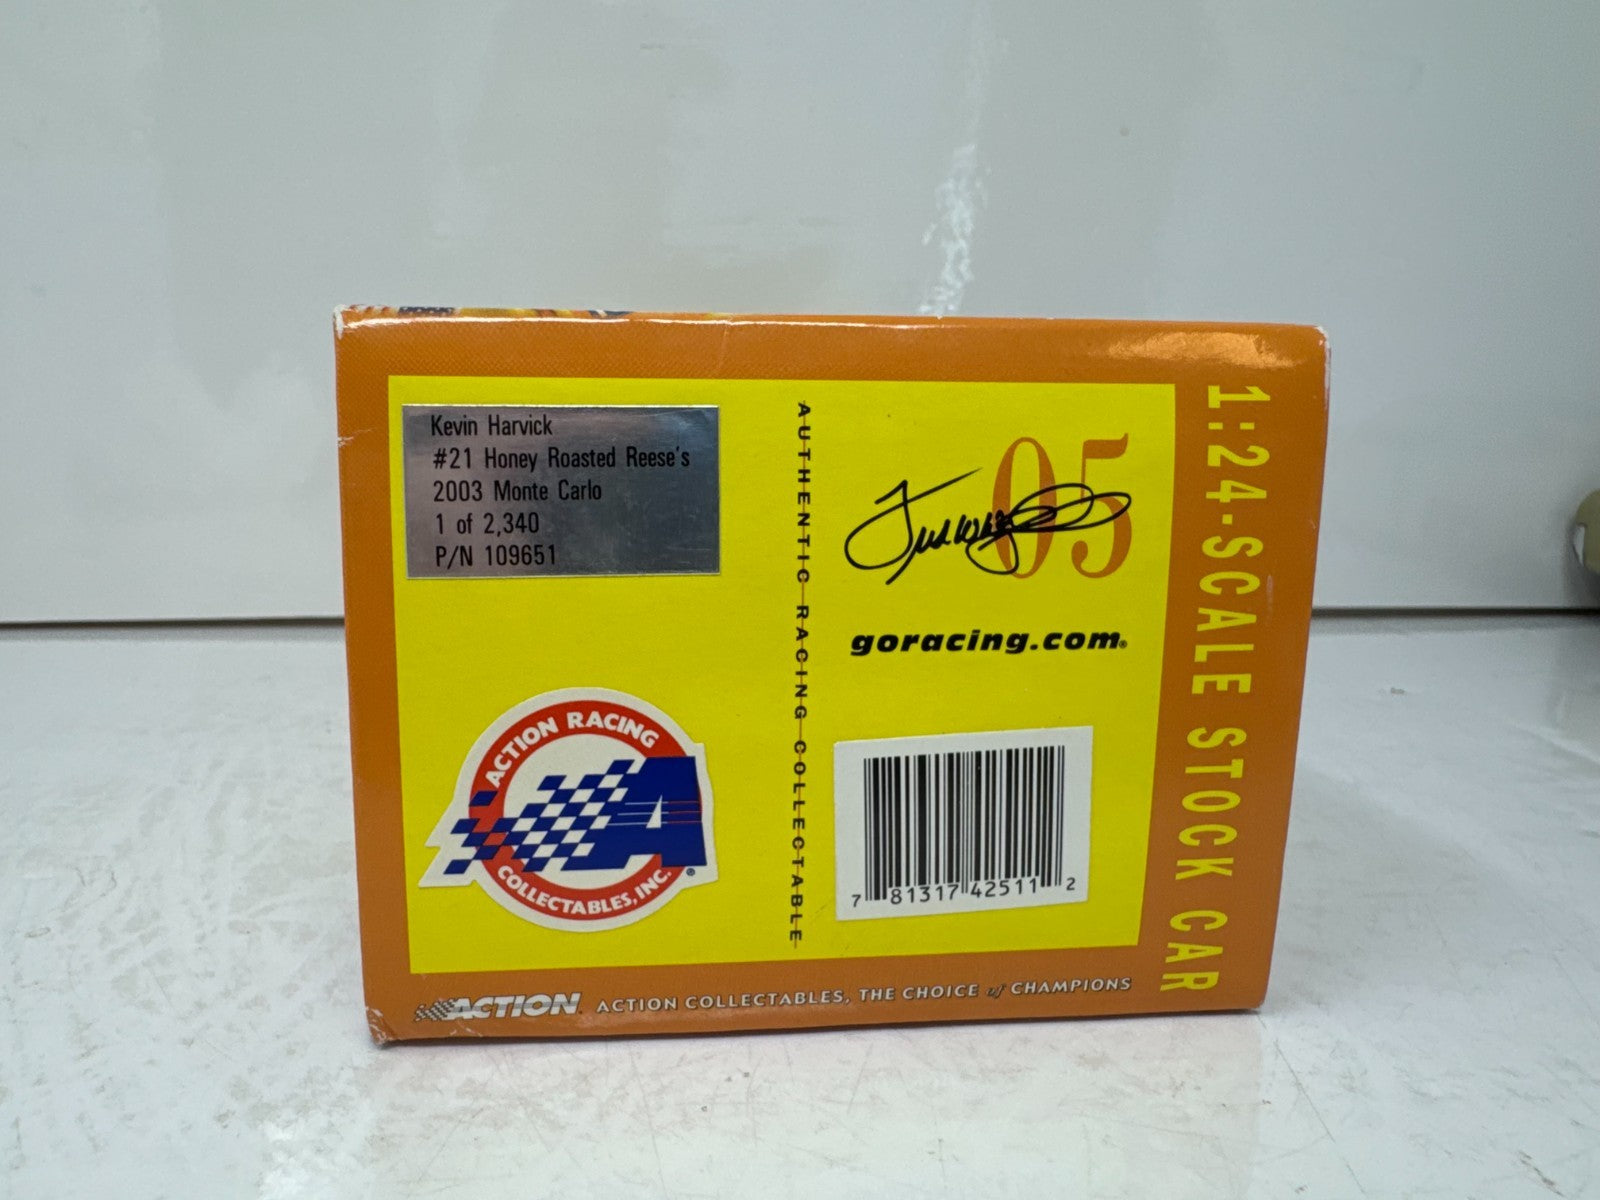 Kevin Harvick
#21 Honey Roasted Reese's
2003 Monte Carlo
1 of 2,340
P/N 109651
ACTION RACING
A
COLLECTABLES, INC.®
AUTHENTIC RACING COLLECTABLE
05
goracing.com®
7 81317 42511 2
1:24-SCALE STOCK CAR
ACTION
ACTION COLLECTABLES, THE CHOICE of CHAMPIONS